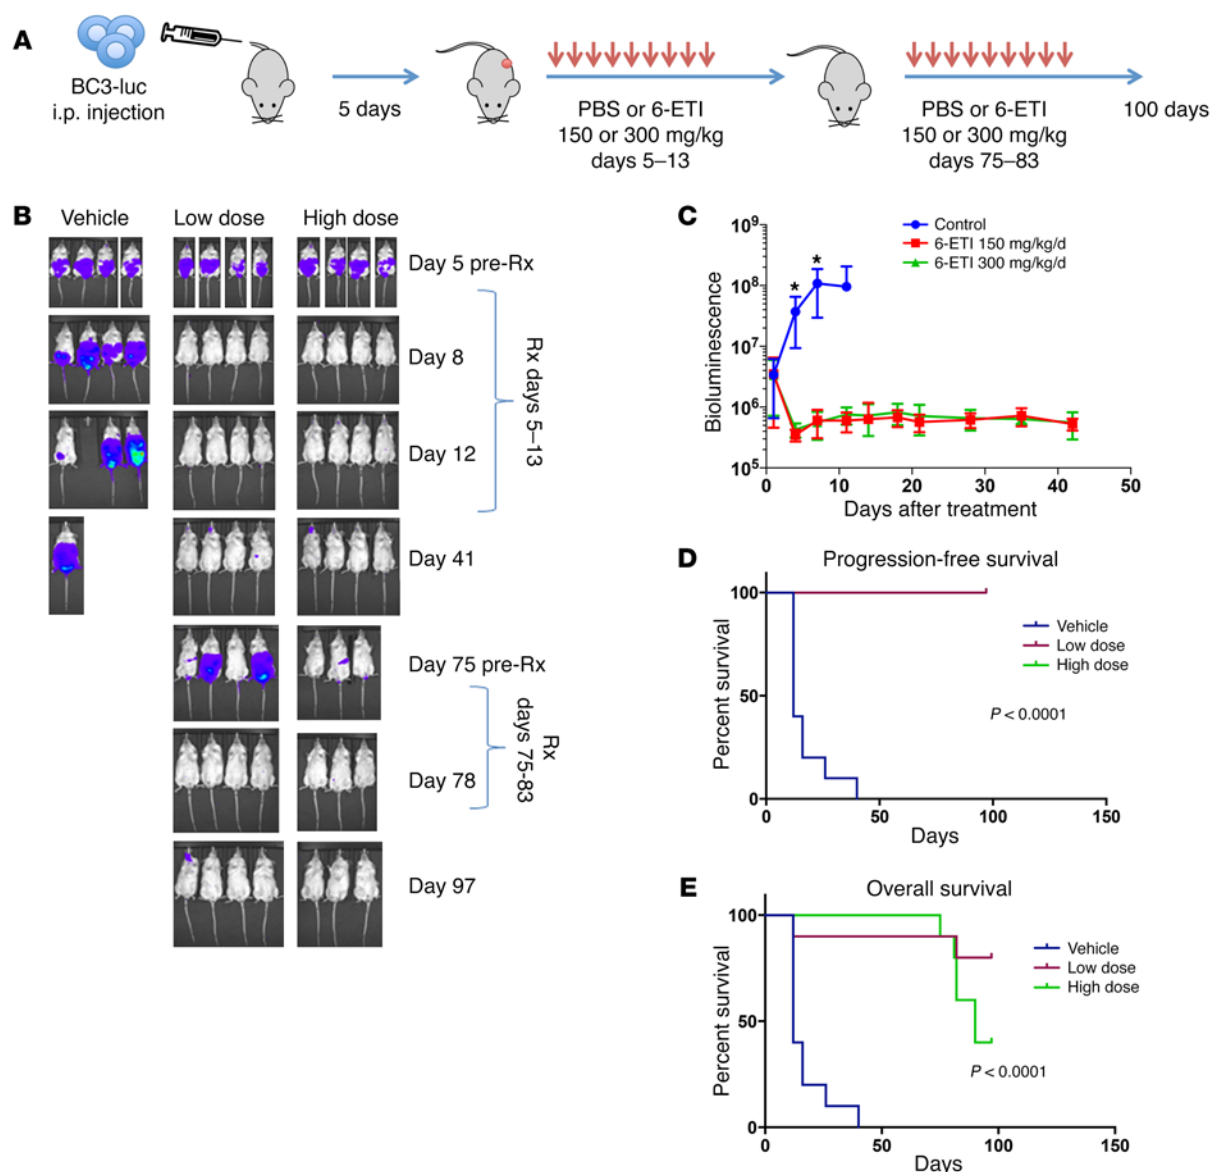 A
BC3-luc
i.p. injection
5 days
PBS or 6-ETI
150 or 300 mg/kg
days 5–13
PBS or 6-ETI
150 or 300 mg/kg
days 75–83
100 days
B
Vehicle
Low dose
High dose
Day 5 pre-Rx
Day 8
Day 12
Rx days 5–13
Day 41
Day 75 pre-Rx
Rx
days 75-83
Day 78
Day 97
C
Control
6-ETI 150 mg/kg/d
6-ETI 300 mg/kg/d
Bioluminescence
10⁹
10⁸
10⁷
10⁶
10⁵
* *
0 10 20 30 40 50
Days after treatment
D
Progression-free survival
Percent survival
100
50
0
Vehicle
Low dose
High dose
P < 0.0001
0 50 100 150
Days
E
Overall survival
Percent survival
100
50
0
Vehicle
Low dose
High dose
P < 0.0001
0 50 100 150
Days